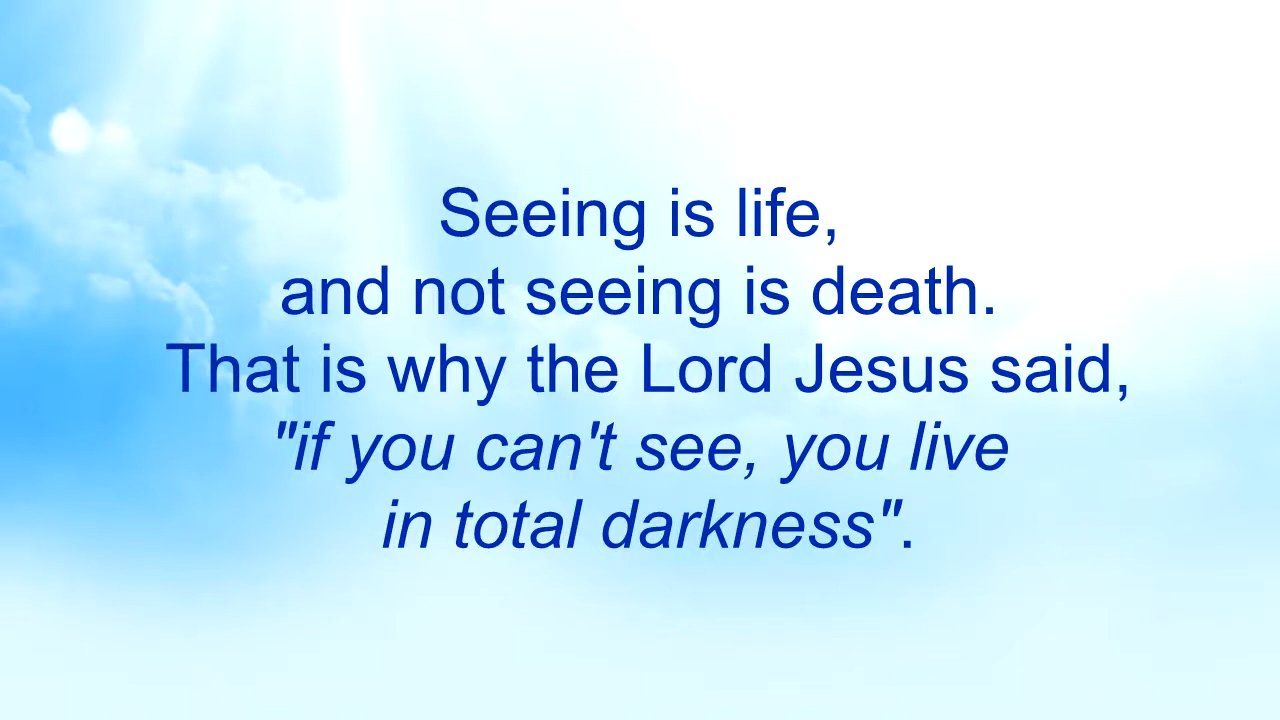 Seeing is life,
and not seeing is death.
That is why the Lord Jesus said,
"if you can't see, you live
in total darkness".